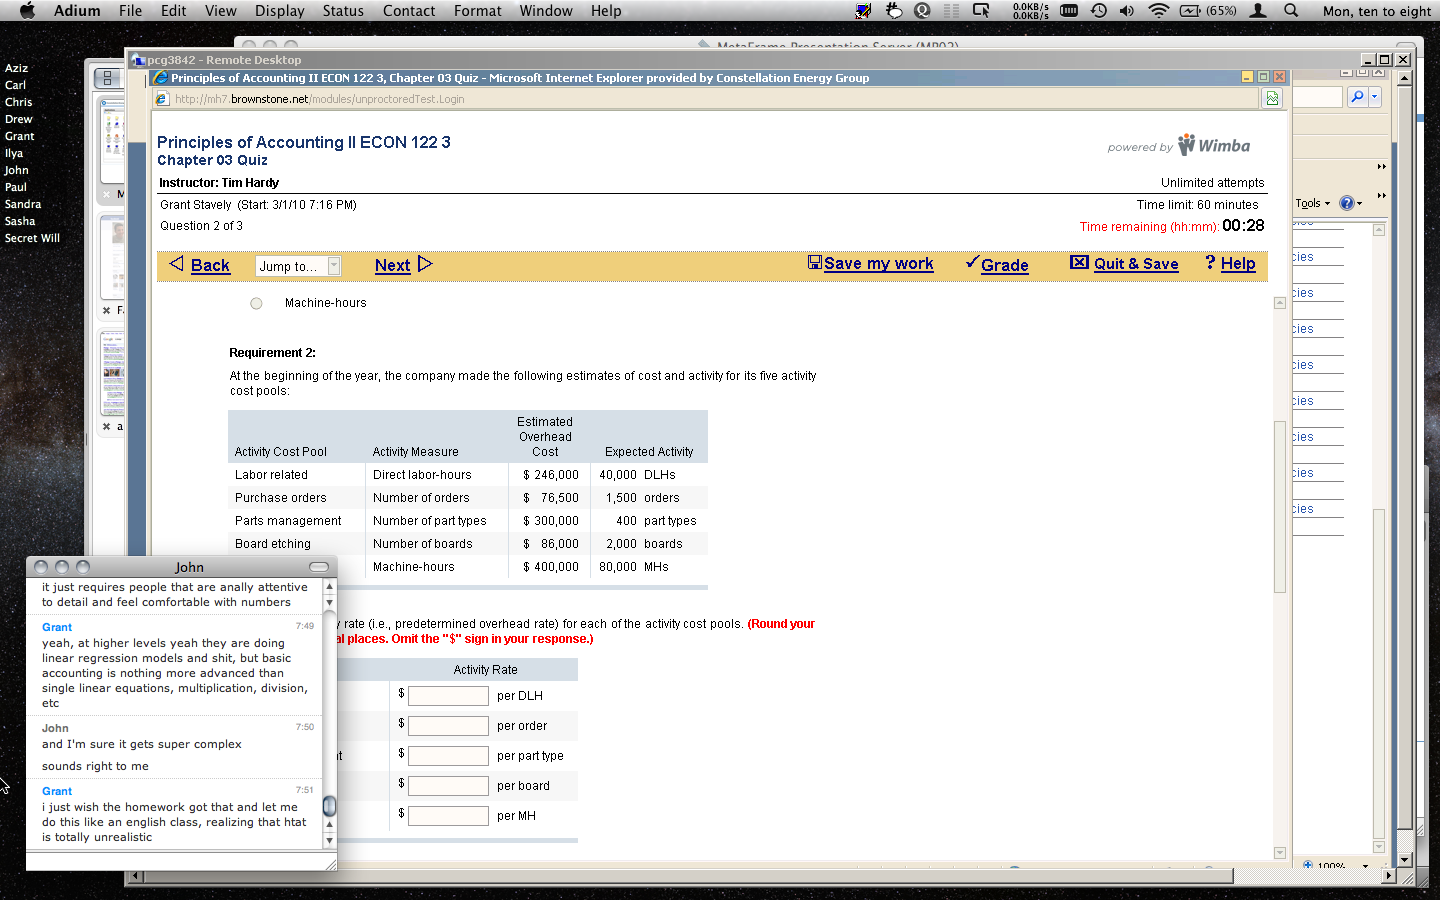 Adium File Edit View Display Status Contact Format Window Help
0.0KB/s
0.0KB/s
(65%)
Mon, ten to eight
Aziz
Carl
Chris
Drew
Grant
Ilya
John
Paul
Sandra
Sasha
Secret Will
MetaFrame Presentation Server (MP02)
pcg3842 - Remote Desktop
Principles of Accounting II ECON 122 3, Chapter 03 Quiz - Microsoft Internet Explorer provided by Constellation Energy Group
http://mh7.brownstone.net/modules/unproctoredTest.Login
Principles of Accounting II ECON 122 3
Chapter 03 Quiz
powered by Wimba
Instructor: Tim Hardy
Unlimited attempts
Grant Stavely (Start: 3/1/10 7:16 PM)
Time limit: 60 minutes
Question 2 of 3
Time remaining (hh:mm): 00:28
Back Jump to... Next Save my work Grade Quit & Save ? Help
Machine-hours
Requirement 2:
At the beginning of the year, the company made the following estimates of cost and activity for its five activity
cost pools:
Estimated
Overhead
Activity Cost Pool Activity Measure Cost Expected Activity
Labor related Direct labor-hours $ 246,000 40,000 DLHs
Purchase orders Number of orders $ 76,500 1,500 orders
Parts management Number of part types $ 300,000 400 part types
Board etching Number of boards $ 86,000 2,000 boards
Machine-hours $ 400,000 80,000 MHs
y rate (i.e., predetermined overhead rate) for each of the activity cost pools. (Round your
al places. Omit the "$" sign in your response.)
Activity Rate
$ per DLH
$ per order
t $ per part type
$ per board
$ per MH
John
it just requires people that are anally attentive
to detail and feel comfortable with numbers
Grant 7:49
yeah, at higher levels yeah they are doing
linear regression models and shit, but basic
accounting is nothing more advanced than
single linear equations, multiplication, division,
etc
John 7:50
and I'm sure it gets super complex
sounds right to me
Grant 7:51
i just wish the homework got that and let me
do this like an english class, realizing that htat
is totally unrealistic
M
Fa
a
Tools
cies
cies
cies
cies
cies
cies
cies
cies
cies
100%